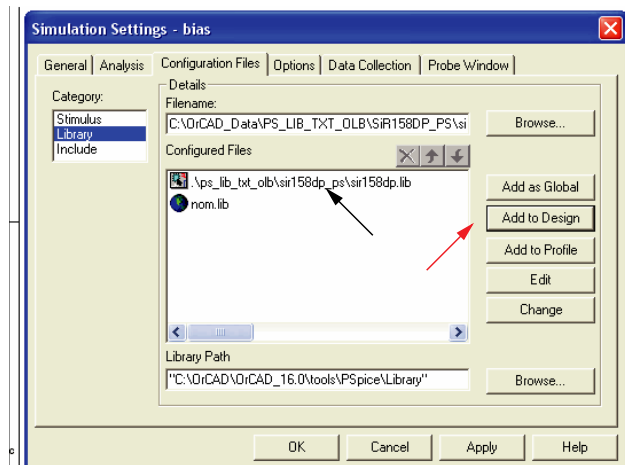 Simulation Settings - bias
General Analysis Configuration Files Options Data Collection Probe Window
Category:
Stimulus
Library
Include
Details
Filename:
C:\OrCAD_Data\PS_LIB_TXT_OLB\SiR158DP_PS\si
Browse...
Configured Files
.\ps_lib_txt_olb\sir158dp_ps\sir158dp.lib
nom.lib
Add as Global
Add to Design
Add to Profile
Edit
Change
Library Path
"C:\OrCAD\OrCAD_16.0\tools\PSpice\Library"
Browse...
OK Cancel Apply Help